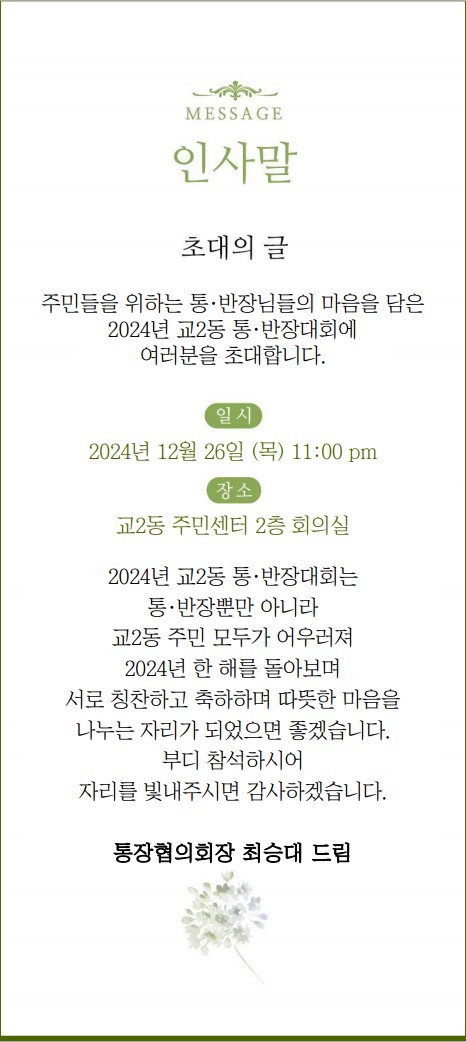 MESSAGE
인사말
초대의 글
주민들을 위하는 통·반장님들의 마음을 담은
2024년 교2동 통·반장대회에
여러분을 초대합니다.
일시
2024년 12월 26일 (목) 11:00 pm
장소
교2동 주민센터 2층 회의실
2024년 교2동 통·반장대회는
통·반장뿐만 아니라
교2동 주민 모두가 어우러져
2024년 한 해를 돌아보며
서로 칭찬하고 축하하며 따뜻한 마음을
나누는 자리가 되었으면 좋겠습니다.
부디 참석하시어
자리를 빛내주시면 감사하겠습니다.
통장협의회장 최승대 드림